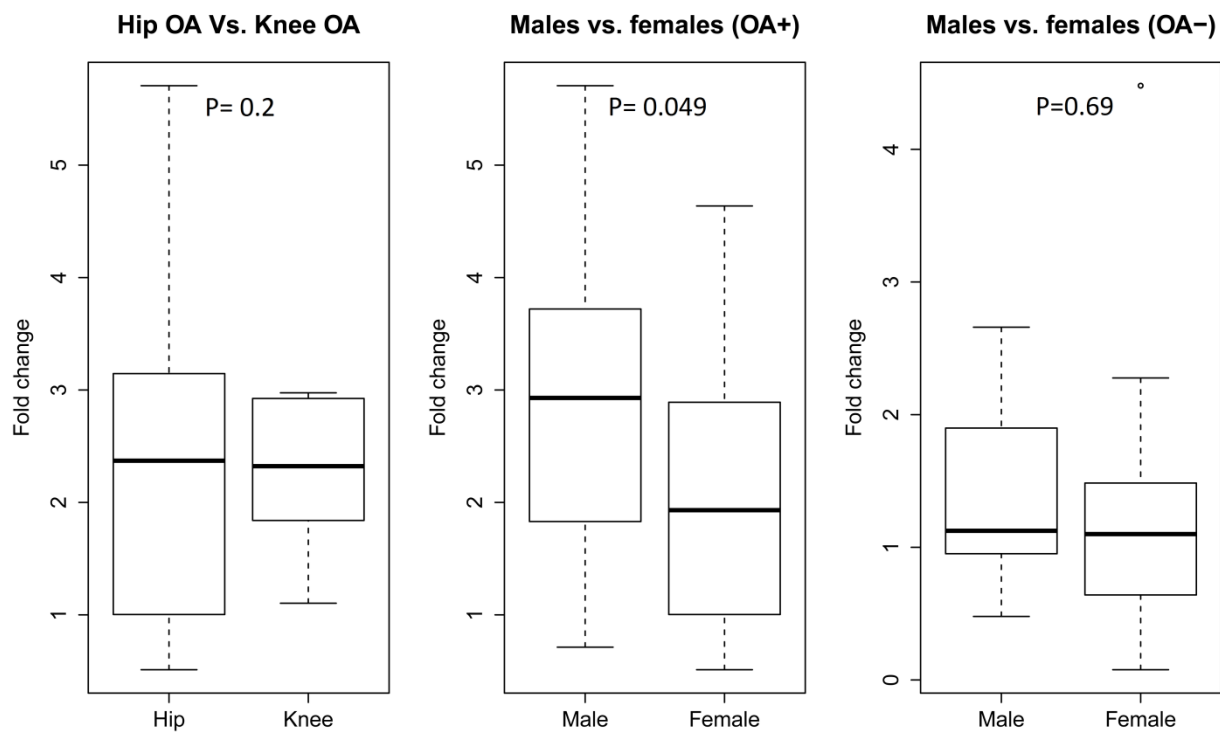 Hip OA Vs. Knee OA
P= 0.2
5
4
3
2
1
Fold change
Hip Knee
Males vs. females (OA+)
P= 0.049
5
4
3
2
1
Fold change
Male Female
Males vs. females (OA−)
P=0.69
4
3
2
1
0
Fold change
Male Female